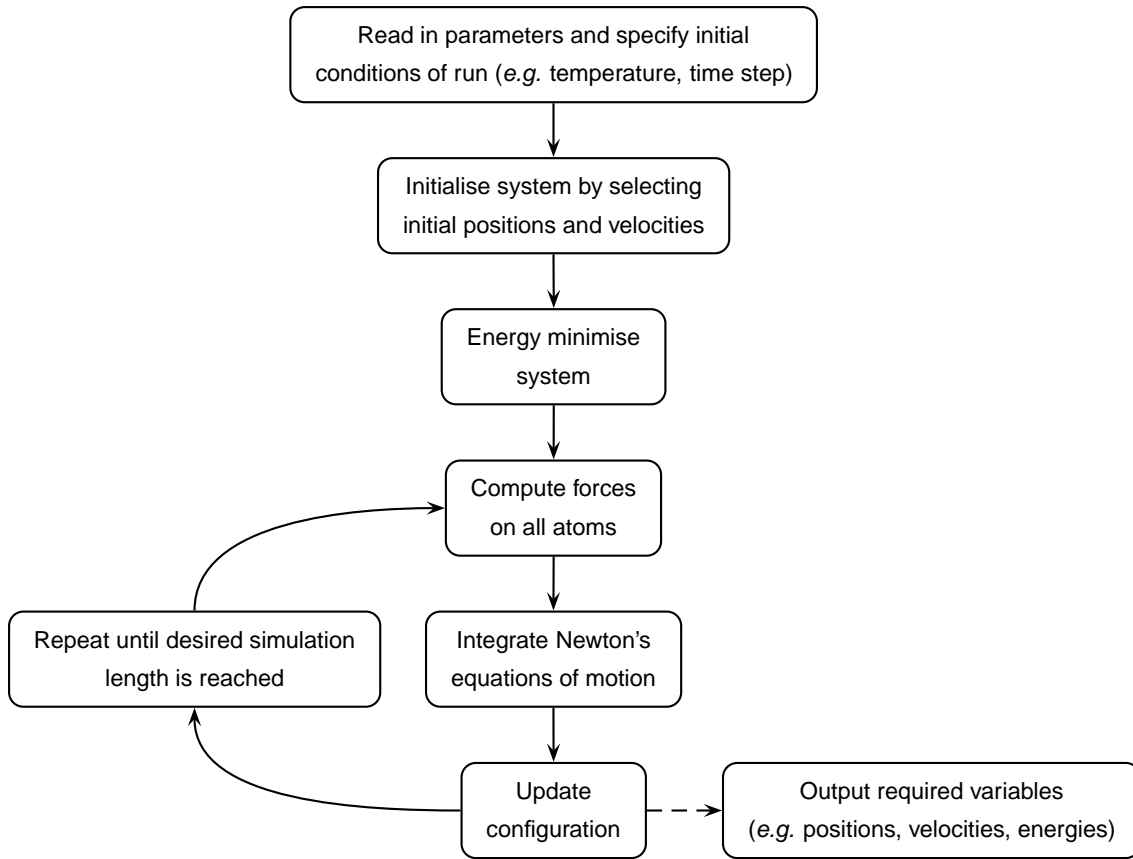 Read in parameters and specify initial
conditions of run (e.g. temperature, time step)
Initialise system by selecting
initial positions and velocities
Energy minimise
system
Compute forces
on all atoms
Repeat until desired simulation
length is reached
Integrate Newton’s
equations of motion
Update
configuration
Output required variables
(e.g. positions, velocities, energies)